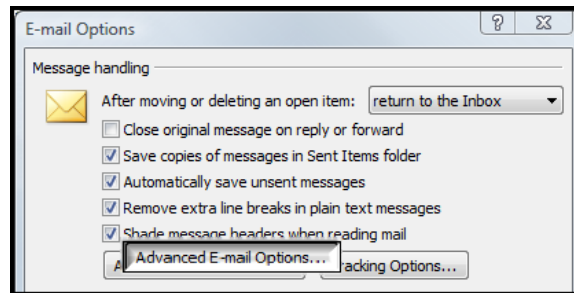 E-mail Options
Message handling
After moving or deleting an open item: return to the Inbox
Close original message on reply or forward
Save copies of messages in Sent Items folder
Automatically save unsent messages
Remove extra line breaks in plain text messages
Shade message headers when reading mail
Advanced E-mail Options... Options...